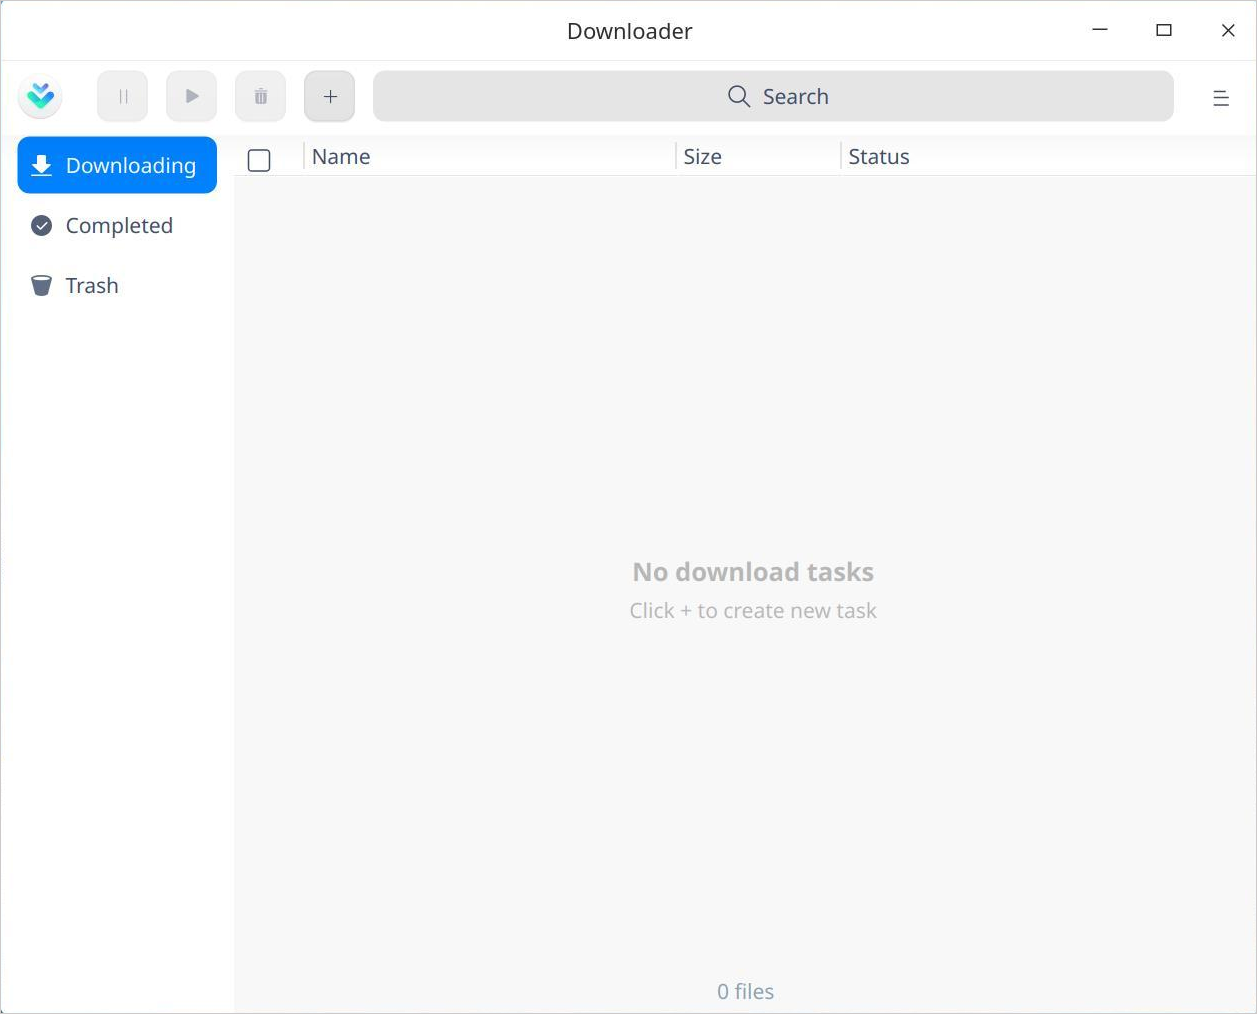 Downloader
Search
Downloading
Completed
Trash
Name Size Status
No download tasks
Click + to create new task
0 files